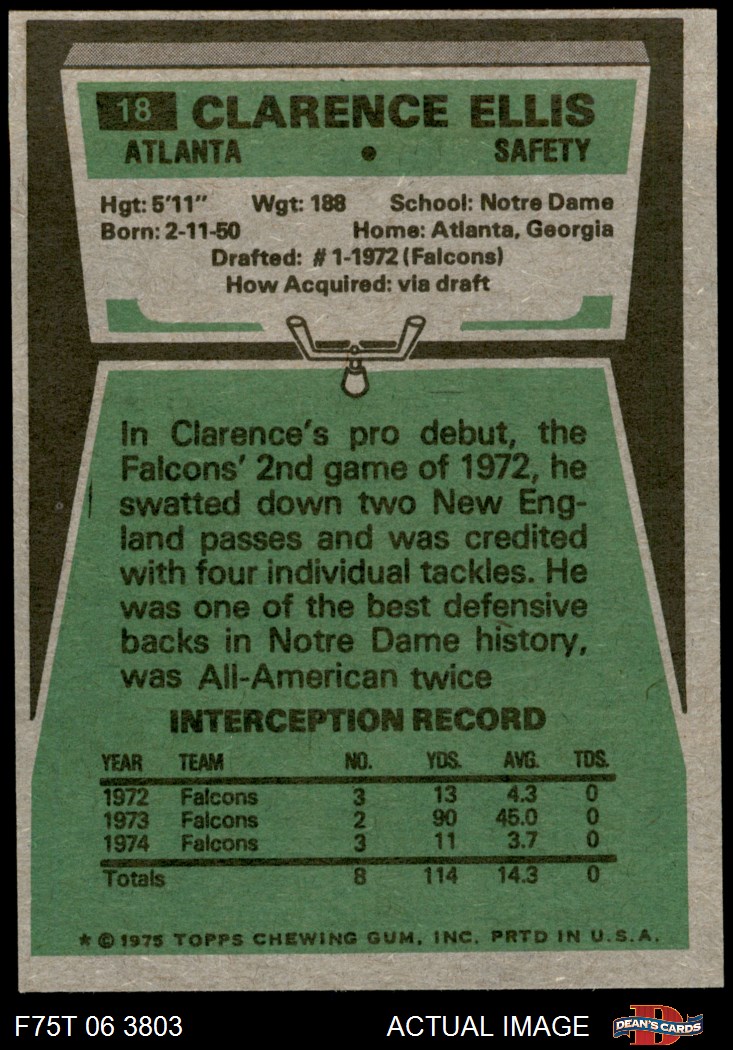 18 CLARENCE ELLIS
ATLANTA • SAFETY
Hgt: 5'11" Wgt: 188 School: Notre Dame
Born: 2-11-50 Home: Atlanta, Georgia
Drafted: #1-1972 (Falcons)
How Acquired: via draft
In Clarence's pro debut, the
Falcons' 2nd game of 1972, he
swatted down two New Eng-
land passes and was credited
with four individual tackles. He
was one of the best defensive
backs in Notre Dame history,
was All-American twice
INTERCEPTION RECORD
YEAR TEAM NO. YDS. AVG. TDS.
1972 Falcons 3 13 4.3 0
1973 Falcons 2 90 45.0 0
1974 Falcons 3 11 3.7 0
Totals 8 114 14.3 0
* © 1975 TOPPS CHEWING GUM, INC. PRTD IN U.S.A.
F75T 06 3803 ACTUAL IMAGE D DEAN'S CARDS